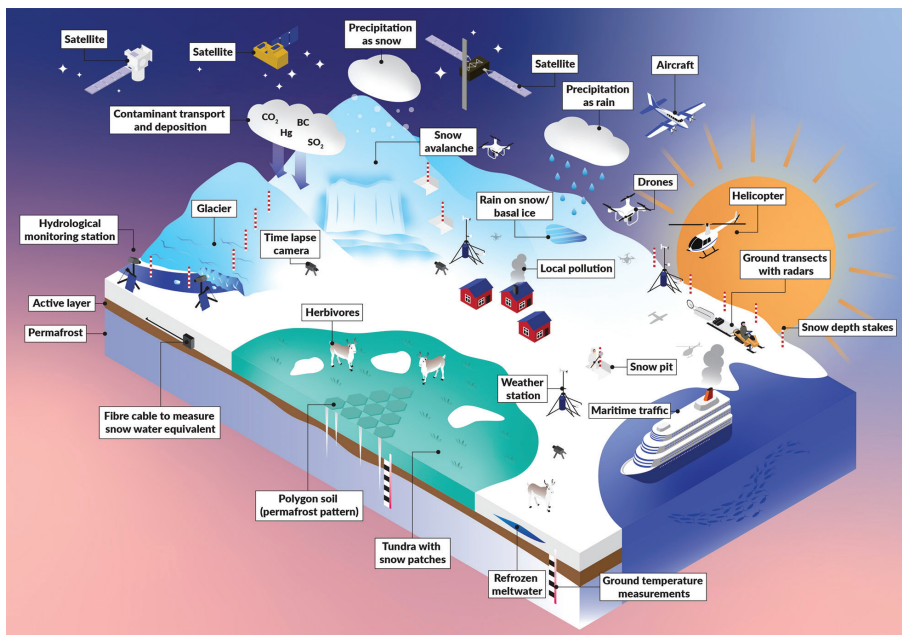 Satellite
Satellite
Precipitation
as snow
Satellite
Aircraft
Precipitation
as rain
Contaminant transport
and deposition
CO2
BC
Hg
SO2
Snow
avalanche
Drones
Helicopter
Rain on snow/
basal ice
Glacier
Hydrological
monitoring station
Time lapse
camera
Local pollution
Ground transects
with radars
Active layer
Permafrost
Herbivores
Snow depth stakes
Snow pit
Weather
station
Maritime traffic
Fibre cable to measure
snow water equivalent
Polygon soil
(permafrost pattern)
Tundra with
snow patches
Refrozen
meltwater
Ground temperature
measurements